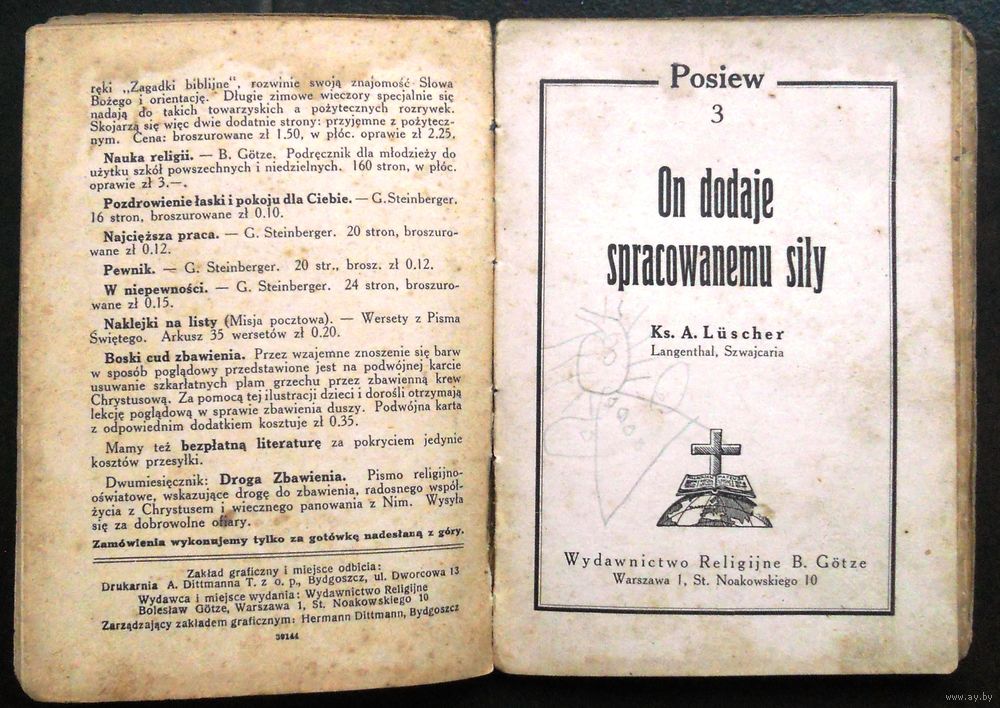 ręki „Zagadki biblijne", rozwinie swoją znajomość Słowa
Bożego i orientację. Długie zimowe wieczory specjalnie się
nadają do takich towarzyskich a pożytecznych rozrywek.
Skojarzą się więc dwie dodatnie strony: przyjemne z pożytecz-
nym. Cena: broszurowane zł 1.50, w płóc. oprawie zł 2.25.
Nauka religii. — B. Götze. Podręcznik dla młodzieży do
użytku szkół powszechnych i niedzielnych. 160 stron, w płóc.
oprawie zł 3.—.
Pozdrowienie łaski i pokoju dla Ciebie. — G. Steinberger.
16 stron, broszurowane zł 0.10.
Najcięższa praca. — G. Steinberger. 20 stron, broszuro-
wane zł 0.12.
Pewnik. — G. Steinberger. 20 str., brosz. zł 0.12.
W niepewności. — G. Steinberger. 24 stron, broszuro-
wane zł 0.15.
Naklejki na listy (Misja pocztowa). — Wersety z Pisma
Świętego. Arkusz 35 wersetów zł 0.20.
Boski cud zbawienia. Przez wzajemne znoszenie się barw
w sposób poglądowy przedstawione jest na podwójnej karcie
usuwanie szkarłatnych plam grzechu przez zbawienną krew
Chrystusową. Za pomocą tej ilustracji dzieci i dorośli otrzymają
lekcję poglądową w sprawie zbawienia duszy. Podwójna karta
z odpowiednim dodatkiem kosztuje zł 0.35.
Mamy też bezpłatną literaturę za pokryciem jedynie
kosztów przesyłki.
Dwumiesięcznik: Droga Zbawienia. Pismo religijno-
oświatowe, wskazujące drogę do zbawienia, radosnego współ-
życia z Chrystusem i wiecznego panowania z Nim. Wysyła
się za dobrowolne ofiary.
Zamówienia wykonujemy tylko za gotówkę nadesłaną z góry.
Zakład graficzny i miejsce odbicia:
Drukarnia A. Dittmanna T. z o. p., Bydgoszcz, ul. Dworcowa 13
Wydawca i miejsce wydania: Wydawnictwo Religijne
Bolesław Götze, Warszawa 1, St. Noakowskiego 10
Zarządzający zakładem graficznym: Hermann Dittmann, Bydgoszcz
39144
Posiew
3
On dodaje
spracowanemu siły
Ks. A. Lüscher
Langenthal, Szwajcaria
Wydawnictwo Religijne B. Götze
Warszawa 1, St. Noakowskiego 10
www.ay.by